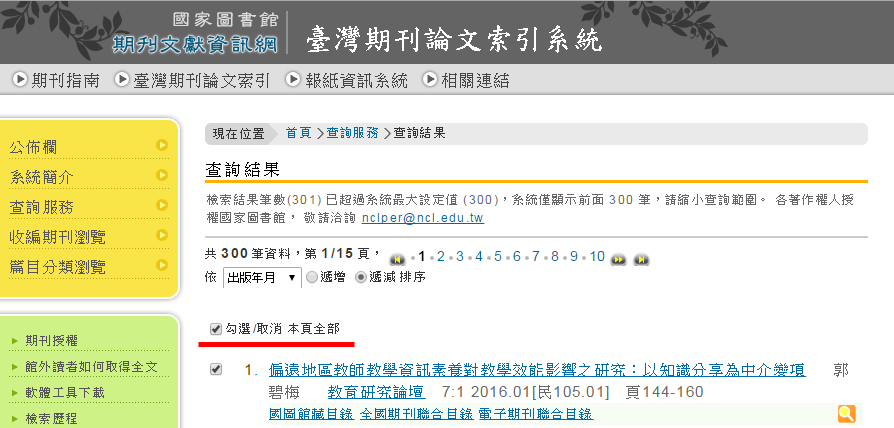 國家圖書館
期刊文獻資訊網
臺灣期刊論文索引系統
期刊指南 臺灣期刊論文索引 報紙資訊系統 相關連結
公佈欄
系統簡介
查詢服務
收編期刊瀏覽
篇目分類瀏覽
期刊授權
館外讀者如何取得全文
軟體工具下載
檢索歷程
現在位置 首頁 >查詢服務 >查詢結果
查詢結果
檢索結果筆數(301) 已超過系統最大設定值 (300)，系統僅顯示前面 300 筆，請縮小查詢範圍。 各著作權人授
權國家圖書館， 敬請洽詢 nclper@ncl.edu.tw
共 300 筆資料，第 1/15 頁， 1 2 3 4 5 6 7 8 9 10
依 出版年月 遞增 遞減 排序
勾選/取消 本頁全部
1. 偏遠地區教師教學資訊素養對教學效能影響之研究：以知識分享為中介變項 郭
碧梅 教育研究論壇 7:1 2016.01[民105.01] 頁144-160
國圖館藏目錄 全國期刊聯合目錄 電子期刊聯合目錄